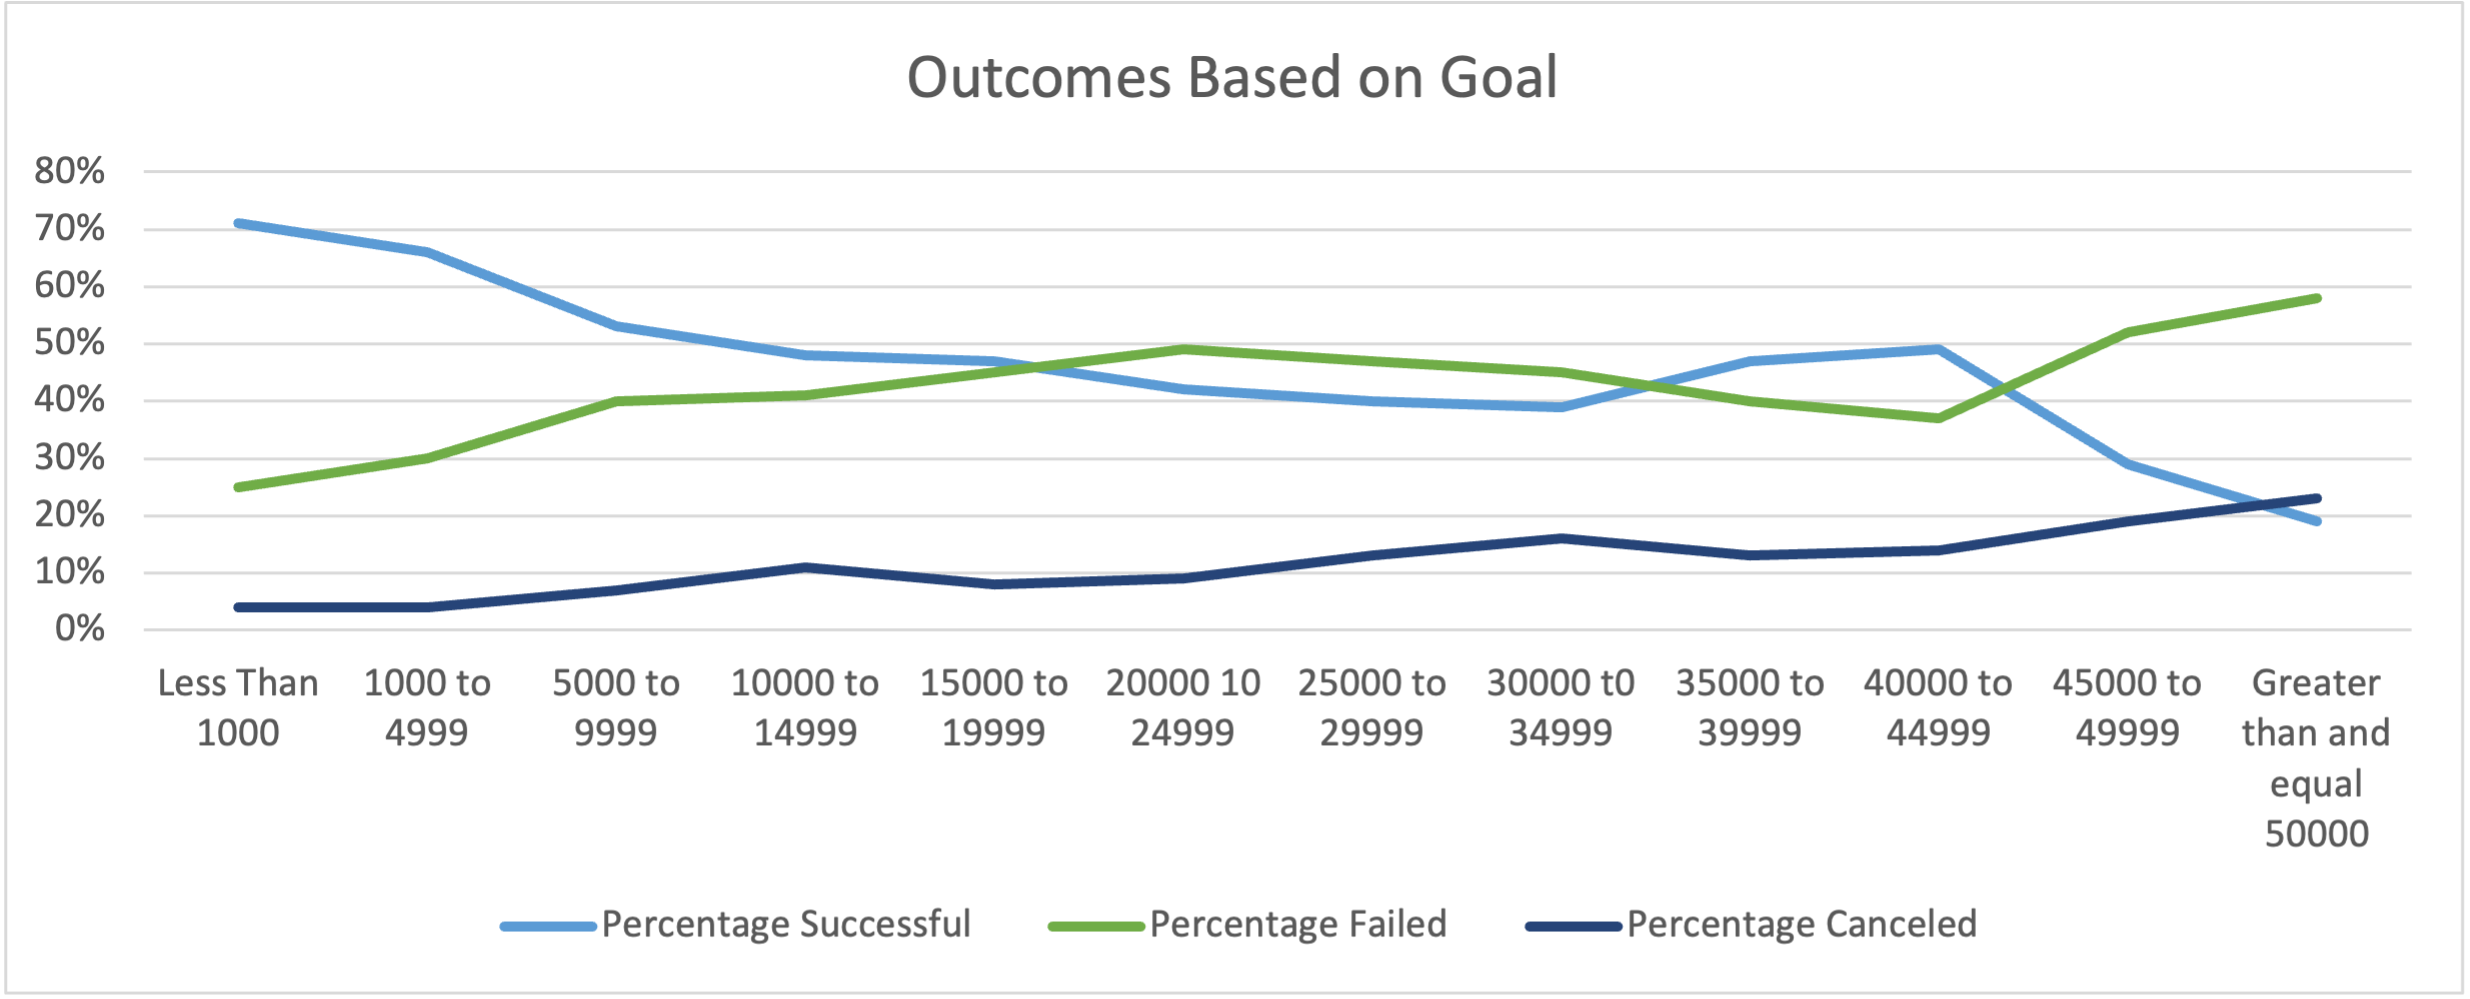 Outcomes Based on Goal
80%
70%
60%
50%
40%
30%
20%
10%
0%
Less Than
1000
1000 to
4999
5000 to
9999
10000 to
14999
15000 to
19999
20000 10
24999
25000 to
29999
30000 t0
34999
35000 to
39999
40000 to
44999
45000 to
49999
Greater
than and
equal
50000
Percentage Successful
Percentage Failed
Percentage Canceled